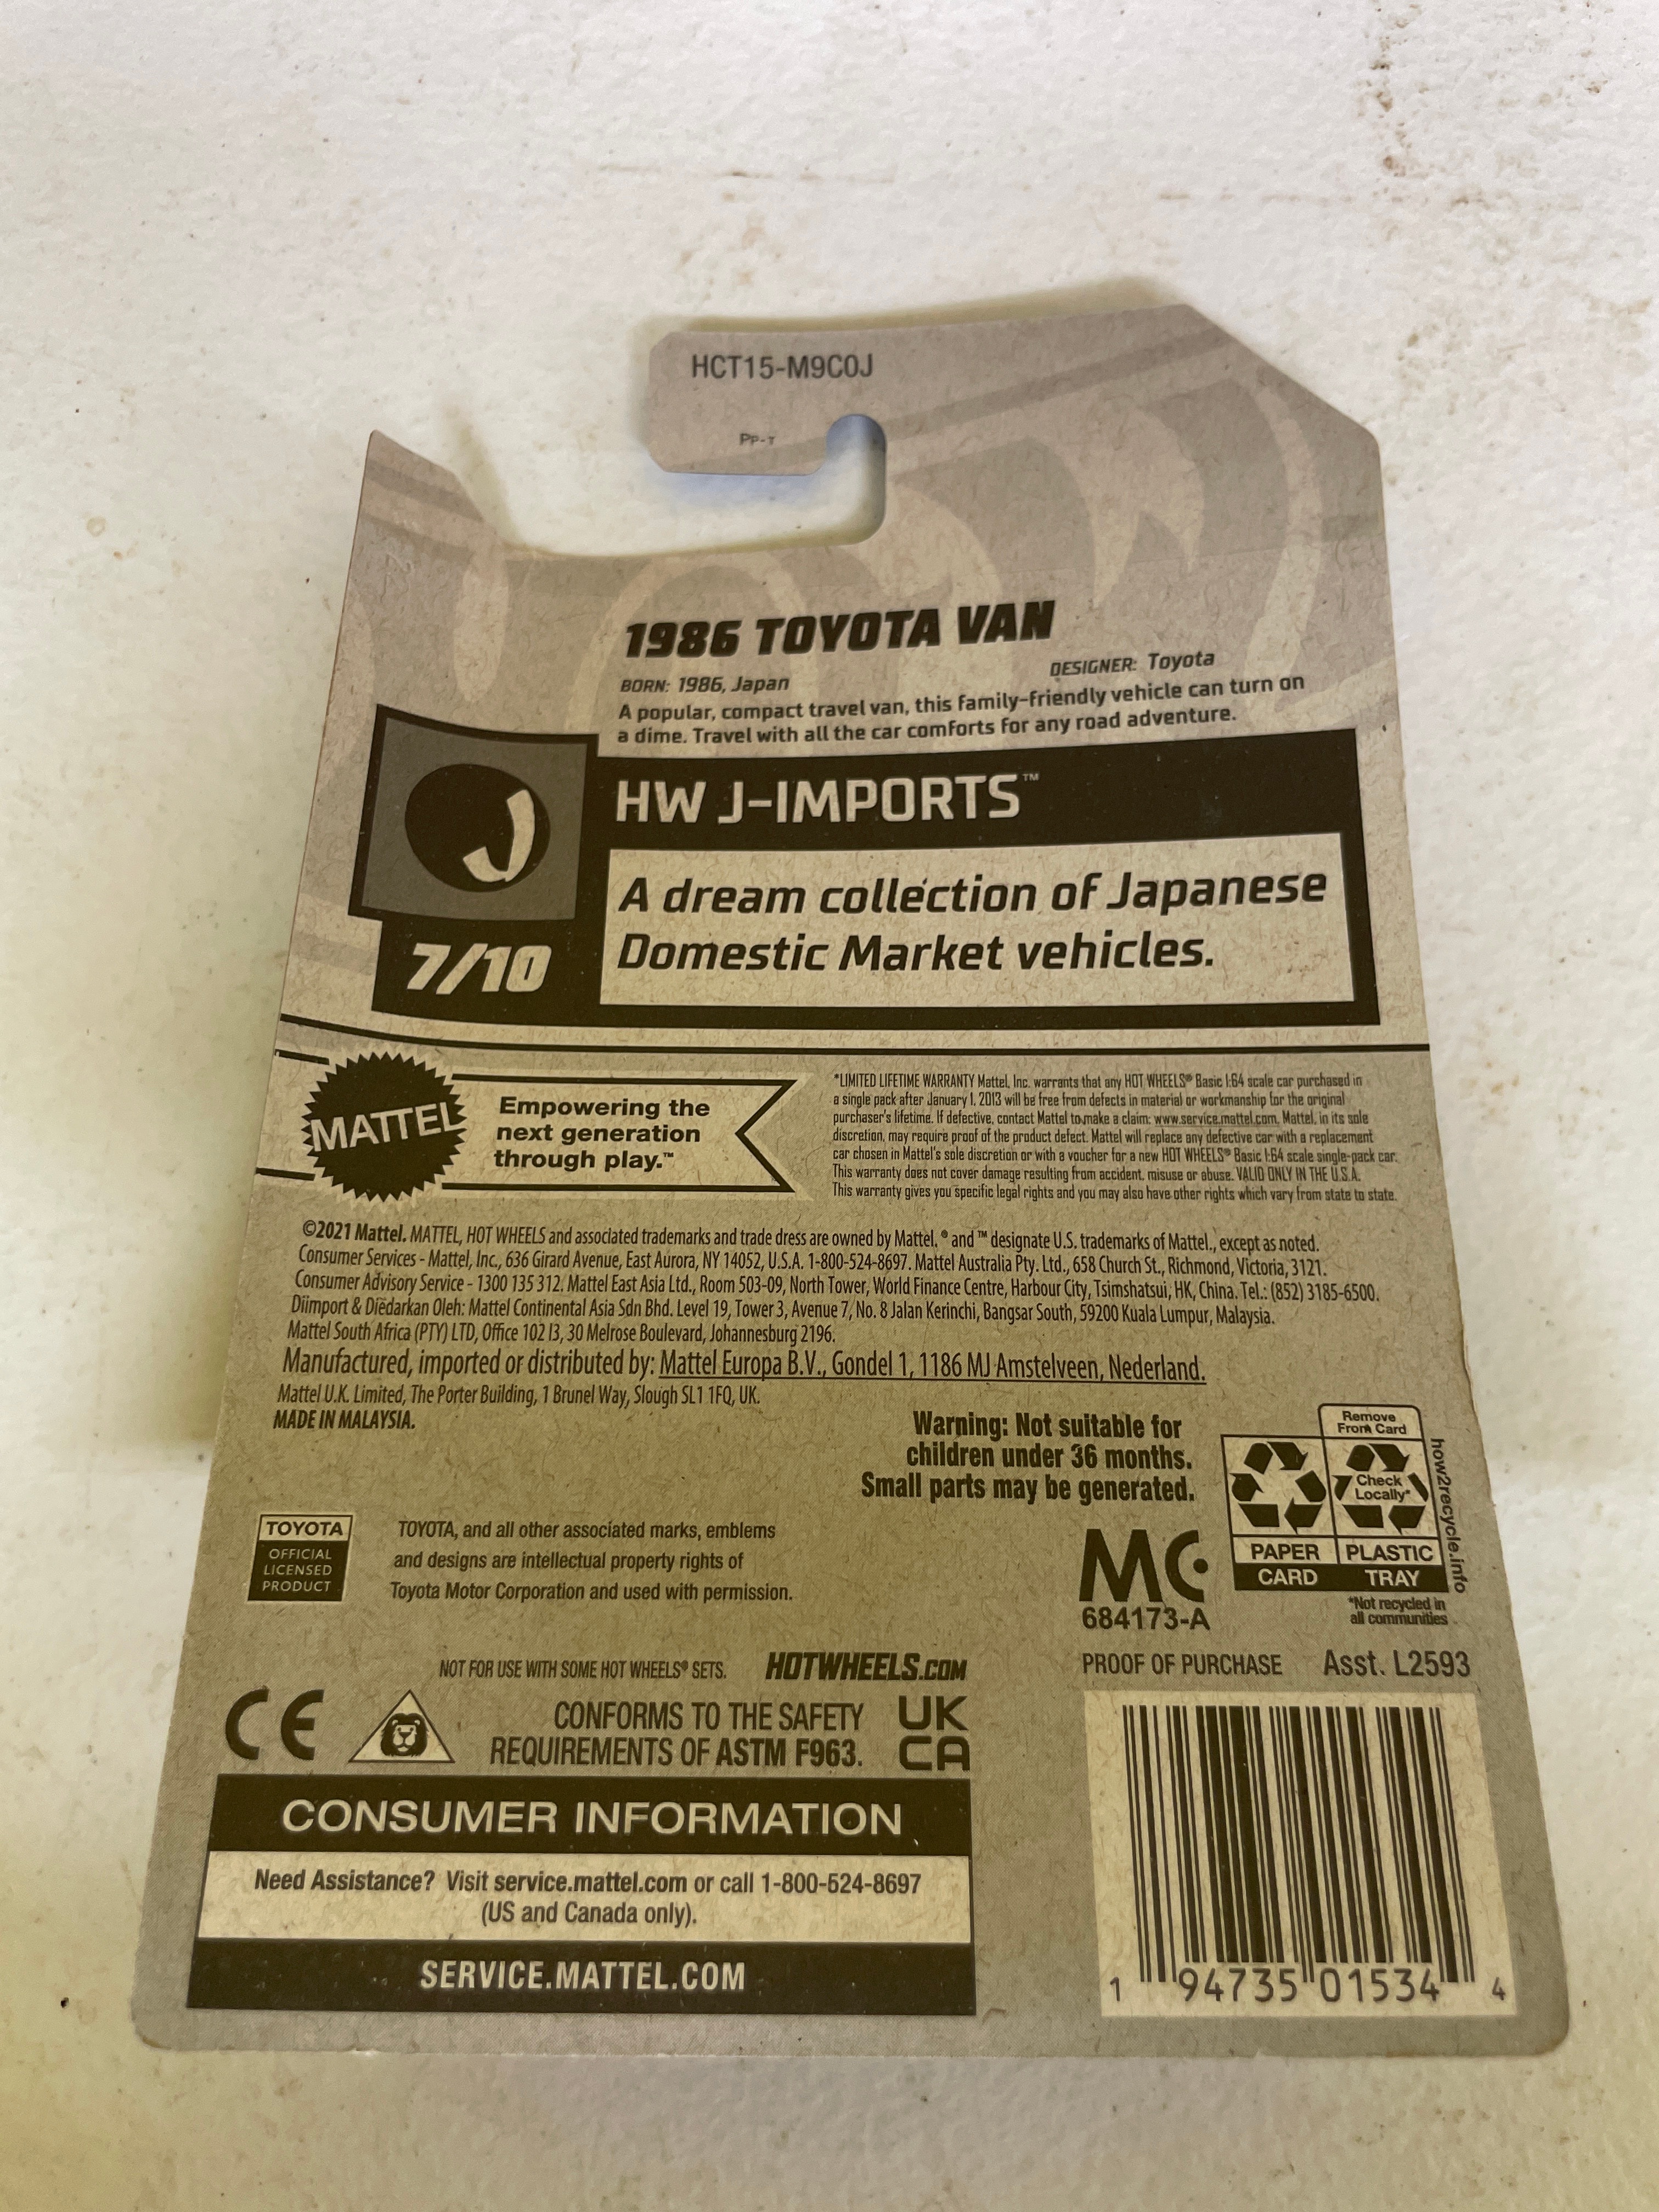 HCT15-M9C0J
PP-Y
1986 TOYOTA VAN
BORN: 1986, Japan
DESIGNER: Toyota
A popular, compact travel van, this family-friendly vehicle can turn on
a dime. Travel with all the car comforts for any road adventure.
J
7/10
HW J-IMPORTS™
A dream collection of Japanese
Domestic Market vehicles.
MATTEL
Empowering the
next generation
through play.™
*LIMITED LIFETIME WARRANTY Mattel, Inc. warrants that any HOT WHEELS® Basic 1:64 scale car purchased in
a single pack after January 1, 2013 will be free from defects in material or workmanship for the original
purchaser's lifetime. If defective, contact Mattel to make a claim: www.service.mattel.com. Mattel, in its sole
discretion, may require proof of the product defect. Mattel will replace any defective car with a replacement
car chosen in Mattel's sole discretion or with a voucher for a new HOT WHEELS® Basic 1:64 scale single-pack car.
This warranty does not cover damage resulting from accident, misuse or abuse. VALID ONLY IN THE U.S.A.
This warranty gives you specific legal rights and you may also have other rights which vary from state to state.
©2021 Mattel. MATTEL, HOT WHEELS and associated trademarks and trade dress are owned by Mattel. ® and ™ designate U.S. trademarks of Mattel., except as noted.
Consumer Services - Mattel, Inc., 636 Girard Avenue, East Aurora, NY 14052, U.S.A. 1-800-524-8697. Mattel Australia Pty. Ltd., 658 Church St., Richmond, Victoria, 3121.
Consumer Advisory Service - 1300 135 312. Mattel East Asia Ltd., Room 503-09, North Tower, World Finance Centre, Harbour City, Tsimshatsui, HK, China. Tel.: (852) 3185-6500.
Diimport & Diedarkan Oleh: Mattel Continental Asia Sdn Bhd. Level 19, Tower 3, Avenue 7, No. 8 Jalan Kerinchi, Bangsar South, 59200 Kuala Lumpur, Malaysia.
Mattel South Africa (PTY) LTD, Office 102 I3, 30 Melrose Boulevard, Johannesburg 2196.
Manufactured, imported or distributed by: Mattel Europa B.V., Gondel 1, 1186 MJ Amstelveen, Nederland.
Mattel U.K. Limited, The Porter Building, 1 Brunel Way, Slough SL1 1FQ, UK.
MADE IN MALAYSIA.
Warning: Not suitable for
children under 36 months.
Small parts may be generated.
Remove
From Card
Check
Locally*
PAPER
PLASTIC
CARD
TRAY
how2recycle.info
*Not recycled in
all communities
MC
684173-A
TOYOTA
OFFICIAL
LICENSED
PRODUCT
TOYOTA, and all other associated marks, emblems
and designs are intellectual property rights of
Toyota Motor Corporation and used with permission.
NOT FOR USE WITH SOME HOT WHEELS® SETS.
HOTWHEELS.COM
PROOF OF PURCHASE
Asst. L2593
CE
CONFORMS TO THE SAFETY
REQUIREMENTS OF ASTM F963.
UK
CA
CONSUMER INFORMATION
Need Assistance? Visit service.mattel.com or call 1-800-524-8697
(US and Canada only).
SERVICE.MATTEL.COM
1 94735 01534 4